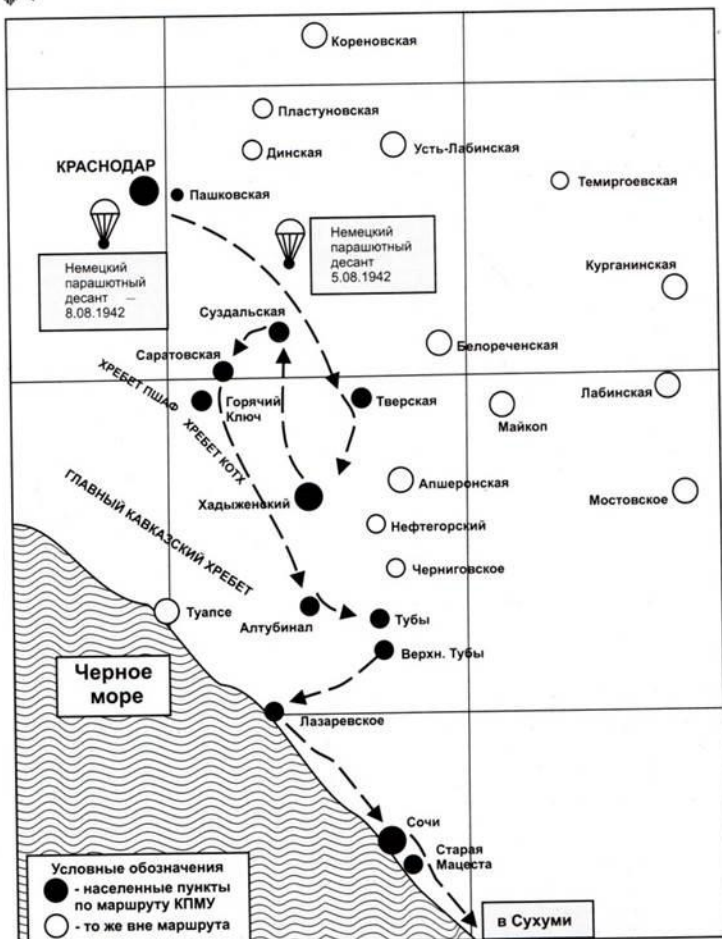 Кореновская
Пластуновская
Динская
Усть-Лабинская
КРАСНОДАР
Пашковская
Темиргоевская
Немецкий
парашютный
десант
5.08.1942
Немецкий
парашютный
десант —
8.08.1942
Курганинская
Суздальская
Саратовская
Белореченская
ХРЕБЕТ ПШАФ
Горячий
Ключ
Тверская
Лабинская
Майкоп
ХРЕБЕТ КОТХ
Хадыженский
Апшеронская
Мостовское
Нефтегорский
ГЛАВНЫЙ КАВКАЗСКИЙ ХРЕБЕТ
Черниговское
Туапсе
Алтубинал
Тубы
Верхн. Тубы
Черное
море
Лазаревское
Сочи
Старая
Мацеста
Условные обозначения
- населенные пункты
по маршруту КПМУ
- то же вне маршрута
в Сухуми